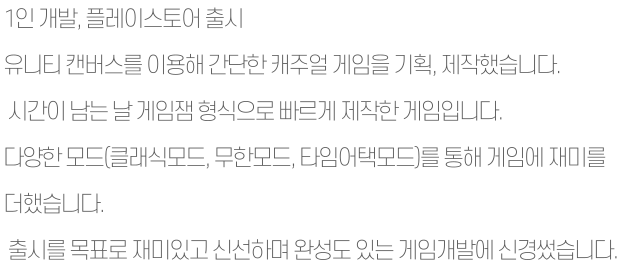 1인 개발, 플레이스토어 출시
유니티 캔버스를 이용해 간단한 캐주얼 게임을 기획, 제작했습니다.
시간이 남는 날 게임잼 형식으로 빠르게 제작한 게임입니다.
다양한 모드(클래식모드, 무한모드, 타임어택모드)를 통해 게임에 재미를
더했습니다.
출시를 목표로 재미있고 신선하며 완성도 있는 게임개발에 신경썼습니다.